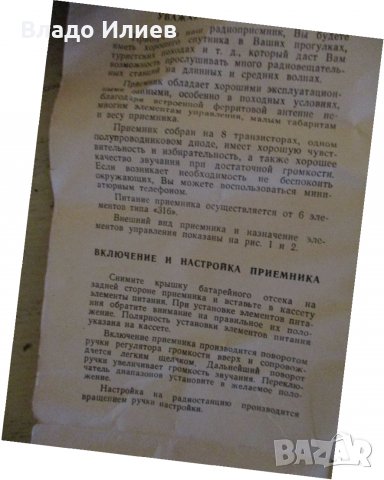 Владо Илиев
УВАЖА
наш радиоприемник, Вы будете
иметь хорошего спутника в Ваших прогулках,
туристских походах и т. д., который даст Вам
возможность прослушивать много радиовещатель-
ных станций на длинных и средних волнах.
Приемник обладает хорошими эксплуатацион-
ными данными, особенно в походных условиях,
благодаря встроенной ферритовой антенне
многим элементам управления, малым габаритам
и весу приемника.
Приемник собран на 8 транзисторах, одном
полупроводниковом диоде, имеет хорошую чувст-
вительность и избирательность, а также хорошее
качество звучания при достаточной громкости.
Если возникает необходимость не беспокоить
окружающих, Вы можете воспользоваться мини-
атюрным телефоном.
Питание приемника осуществляется от 6 эле-
ментов типа «316».
Внешний вид приемника и назначение эле-
ментов управления показаны на рис. 1 и 2.
ВКЛЮЧЕНИЕ И НАСТРОЙКА ПРИЕМНИКА
Снимите крышку батарейного отсека на
задней стороне приемника и вставьте в кассету
элементы питания. При установке элементов пита-
ния обратите внимание на правильное их поло-
жение. Полярность установки элементов питания
указана на кассете.
Включение приемника производится поворотом
ручки регулятора громкости вверх и сопровож-
дается легким щелчком. Дальнейший поворот
ручки увеличивает громкость звучания. Переклю-
чатель диапазонов установите в желаемое поло-
жение.
Настройка на радиостанцию производится
вращением ручки настройки.
BAZAR
bg